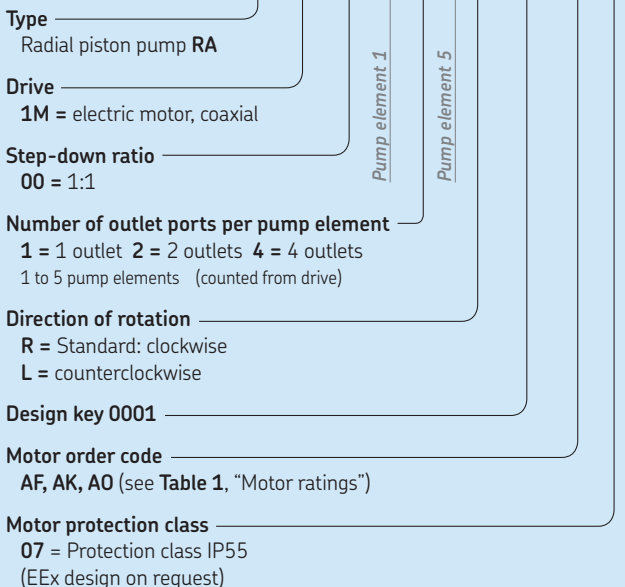 Type
Radial piston pump RA
Drive
1M = electric motor, coaxial
Step-down ratio
00 = 1:1
Pump element 1
Pump element 5
Number of outlet ports per pump element
1 = 1 outlet 2 = 2 outlets 4 = 4 outlets
1 to 5 pump elements (counted from drive)
Direction of rotation
R = Standard: clockwise
L = counterclockwise
Design key 0001
Motor order code
AF, AK, AO (see Table 1, “Motor ratings”)
Motor protection class
07 = Protection class IP55
(EEx design on request)